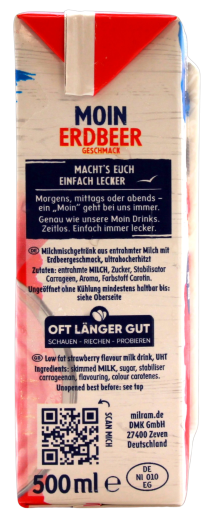 MOIN
ERDBEER
GESCHMACK
MACHT'S EUCH
EINFACH LECKER
Morgens, mittags oder abends –
ein „Moin" geht bei uns immer.
Genau wie unsere Moin Drinks.
Zeitlos. Einfach immer lecker.
DE Milchmischgetränk aus entrahmter Milch mit
Erdbeergeschmack, ultrahocherhitzt
Zutaten: entrahmte MILCH, Zucker, Stabilisator
Carrageen, Aroma, Farbstoff Carotin.
Ungeöffnet ohne Kühlung mindestens haltbar bis:
siehe Oberseite
OFT LÄNGER GUT
SCHAUEN - RIECHEN - PROBIEREN
GB Low fat strawberry flavour milk drink, UHT
Ingredients: skimmed MILK, sugar, stabiliser
carrageenan, flavouring, colour carotenes.
Unopened best before: see top
SCAN MICH
milram.de
DMK GmbH
27400 Zeven
Deutschland
500 ml e
DE
NI 010
EG